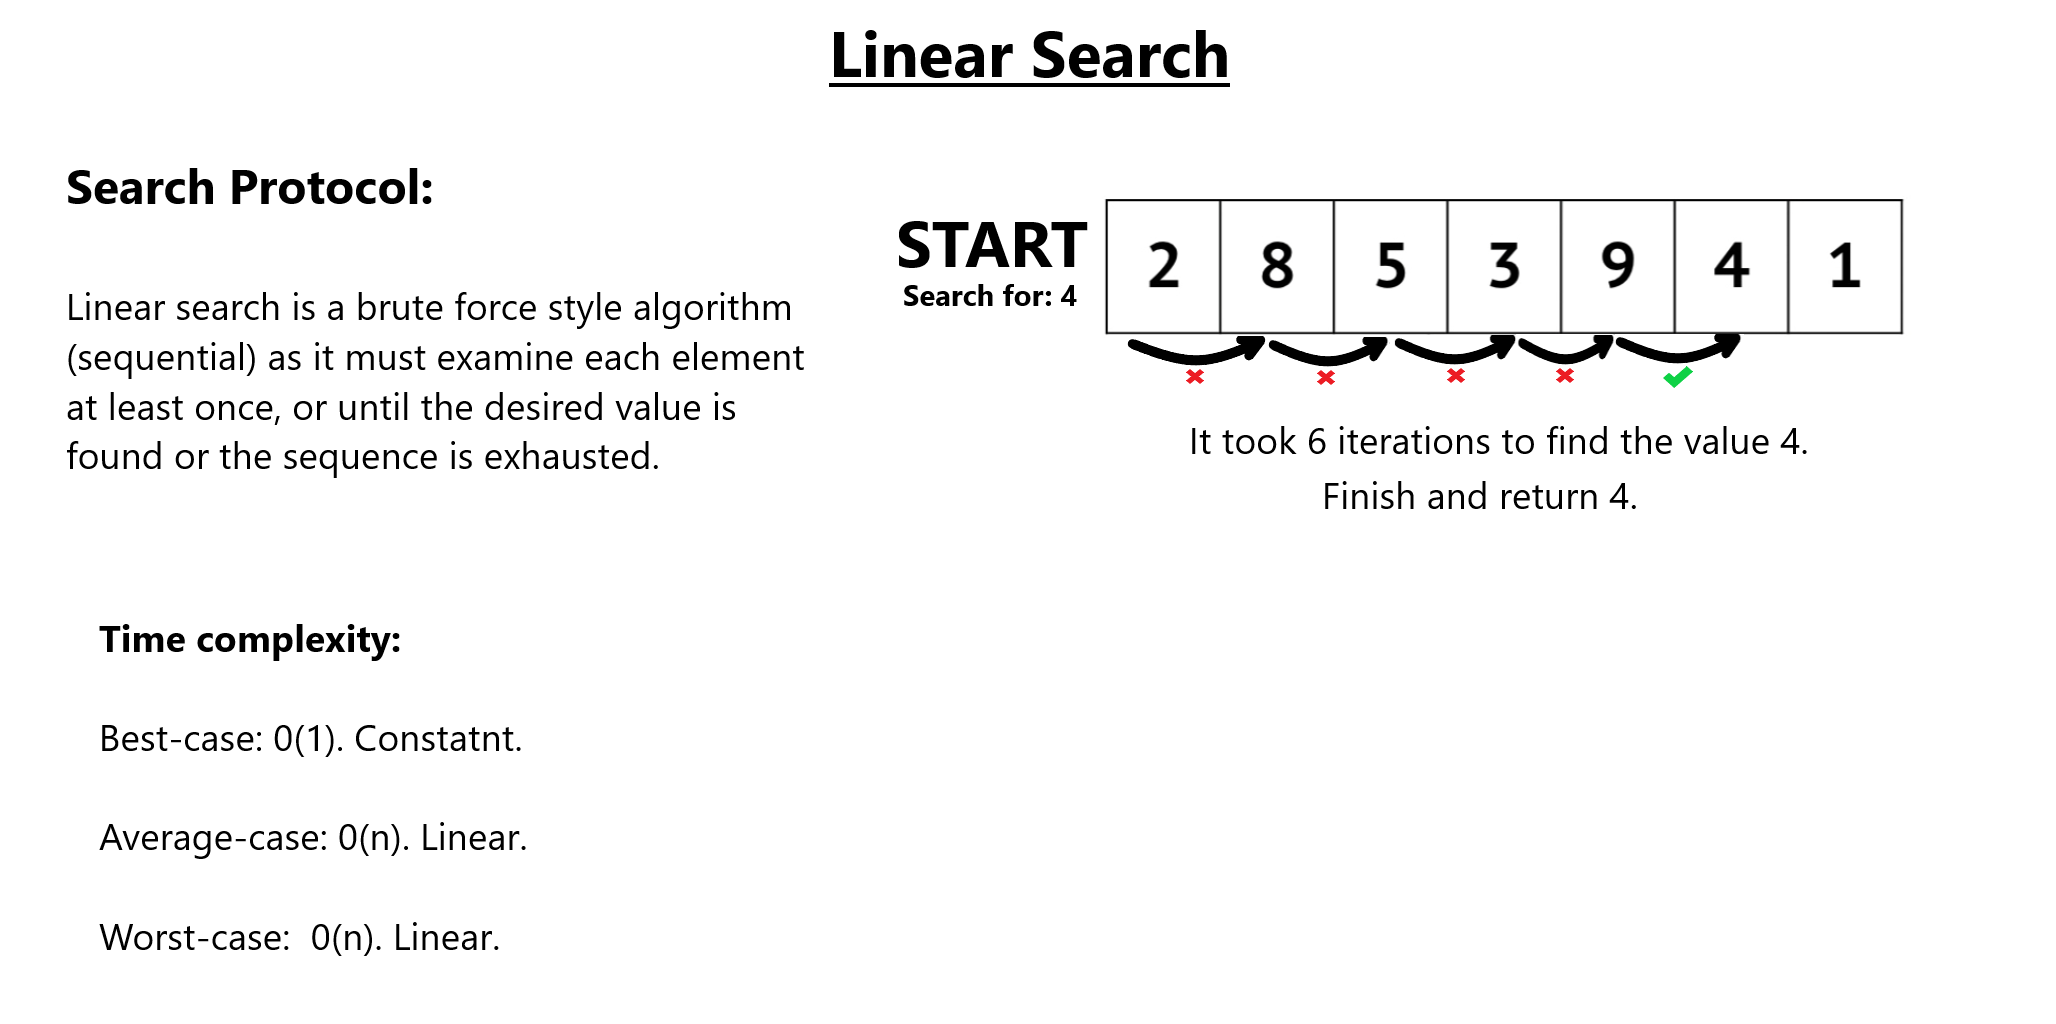 Linear Search
Search Protocol:
Linear search is a brute force style algorithm
(sequential) as it must examine each element
at least once, or until the desired value is
found or the sequence is exhausted.
START
Search for: 4
2 8 5 3 9 4 1
It took 6 iterations to find the value 4.
Finish and return 4.
Time complexity:
Best-case: 0(1). Constatnt.
Average-case: 0(n). Linear.
Worst-case: 0(n). Linear.